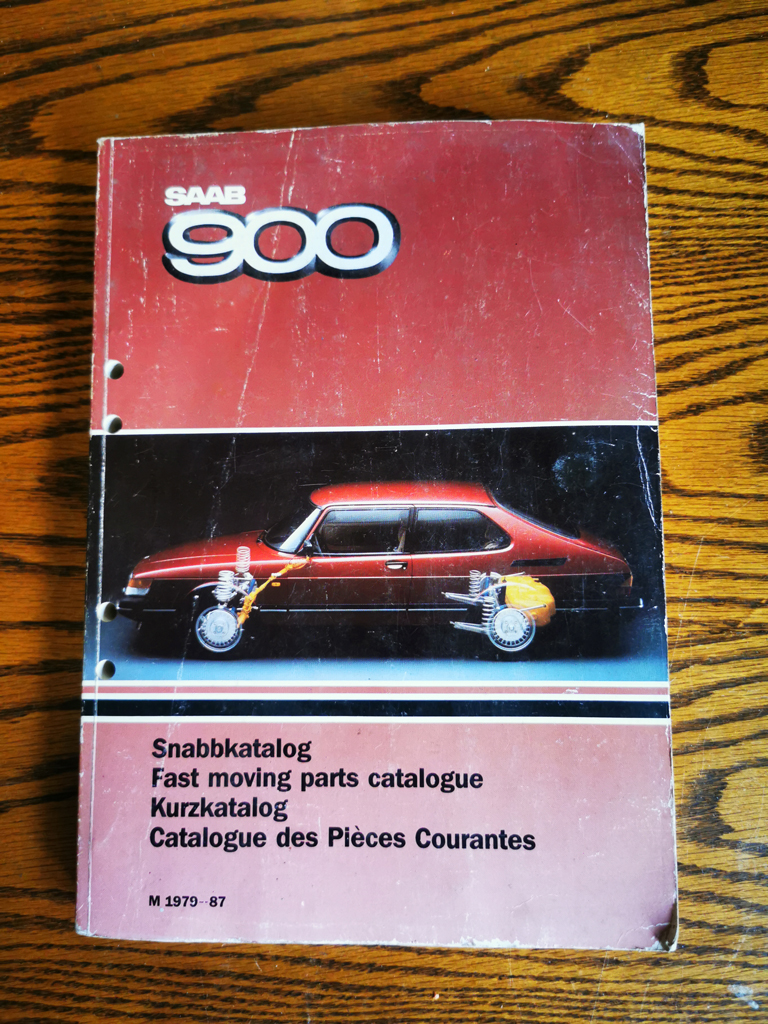 SAAB
900
Snabbkatalog
Fast moving parts catalogue
Kurzkatalog
Catalogue des Pièces Courantes
M 1979--87